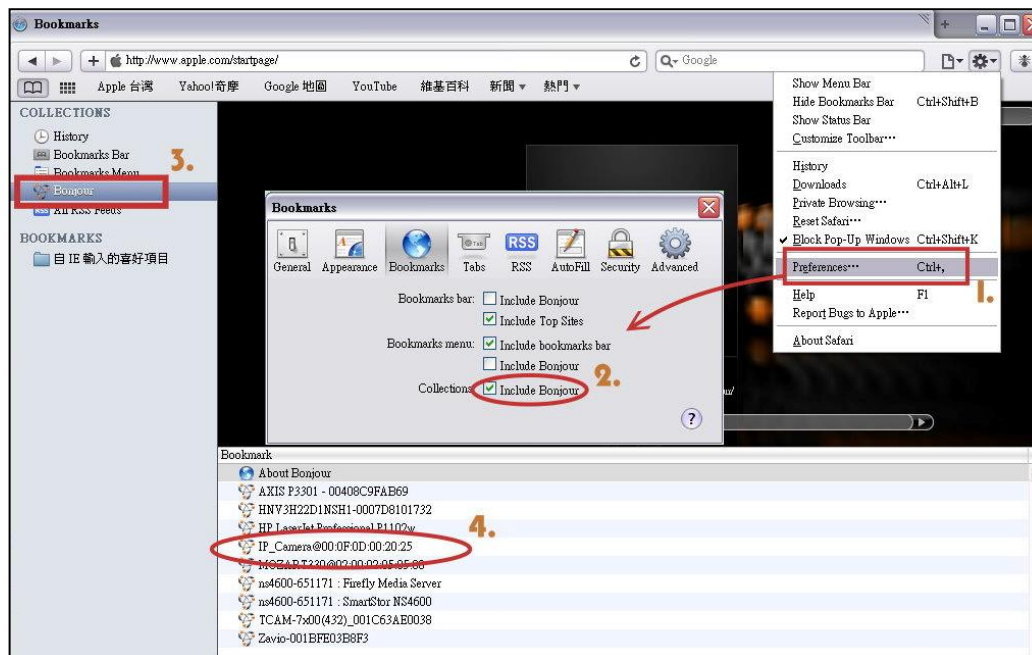 Bookmarks
http://www.apple.com/startpage/
Google
Apple 台灣 Yahoo!奇摩 Google 地圖 YouTube 維基百科 新聞 熱門
COLLECTIONS
History
Bookmarks Bar
Bookmarks Menu
Bonjour
All RSS Feeds
3.
BOOKMARKS
自 IE 輸入的喜好項目
Show Menu Bar
Hide Bookmarks Bar Ctrl+Shift+B
Show Status Bar
Customize Toolbar…
History
Downloads Ctrl+Alt+L
Private Browsing…
Reset Safari…
Block Pop-Up Windows Ctrl+Shift+K
Preferences… Ctrl+,
1.
Help F1
Report Bugs to Apple…
About Safari
Bookmarks
General Appearance Bookmarks Tabs RSS AutoFill Security Advanced
Bookmarks bar: Include Bonjour
Include Top Sites
Bookmarks menu: Include bookmarks bar
Include Bonjour
Collections: Include Bonjour
2.
Bookmark
About Bonjour
AXIS P3301 - 00408C9FAB69
HNV3H22D1NSH1-0007D8101732
HP LaserJet Professional P1102w
4.
IP_Camera@00:0F:0D:00:20:25
MOZART330@02:00:02:05:05:00
ns4600-651171 : Firefly Media Server
ns4600-651171 : SmartStor NS4600
TCAM-7x00(432)_001C63AE0038
Zavio-001BFE03B8F3